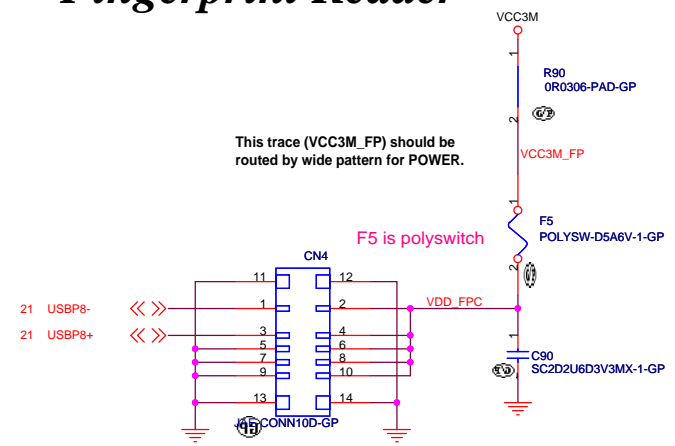 Fingerprint Reader
VCC3M
1
R90
0R0306-PAD-GP
G/P
2
This trace (VCC3M_FP) should be
routed by wide pattern for POWER.
VCC3M_FP
1
F5
POLYSW-D5A6V-1-GP
F5 is polyswitch
2
CN4
11 12
21 USBP8- 1 2 VDD_FPC
21 USBP8+ 3 4
5 6
7 8
9 10
13 14
1
C90
SC2D2U6D3V3MX-1-GP
CONN10D-GP